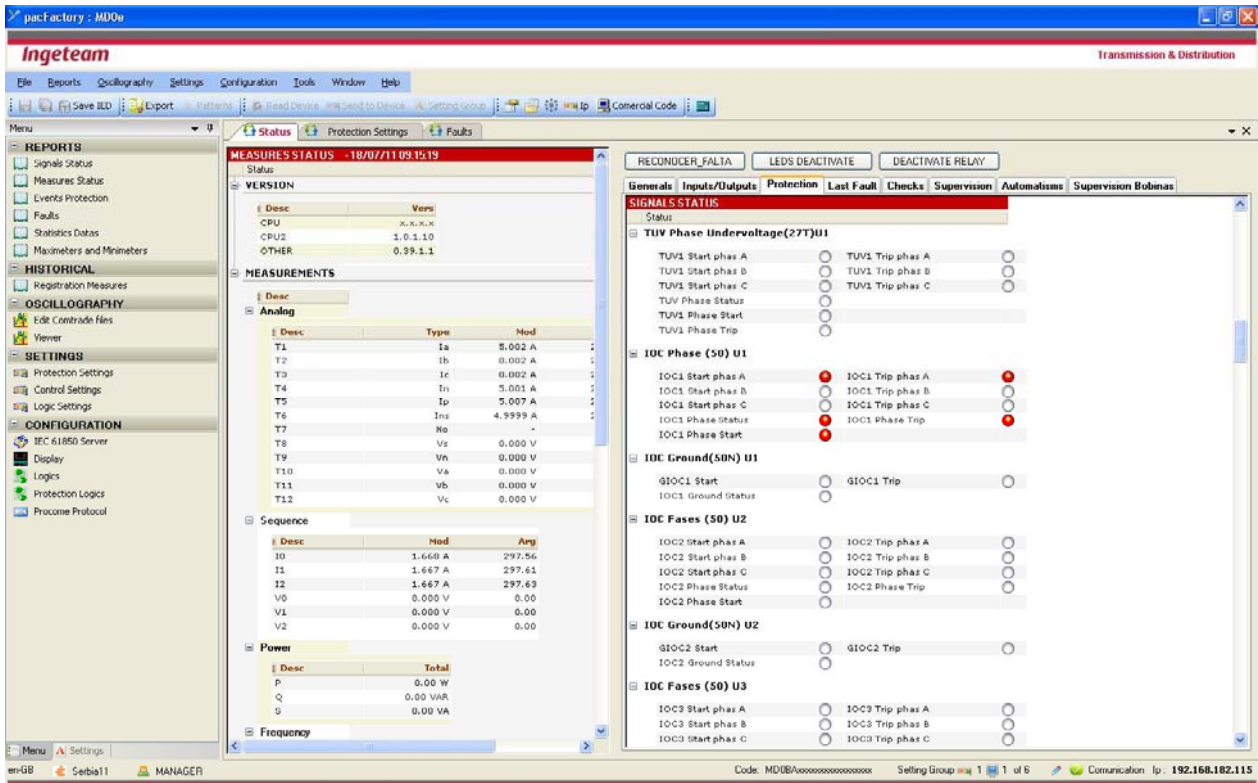 pacFactory : MD0e
Ingeteam
Transmission & Distribution
File Reports Oscillography Settings Configuration Tools Window Help
Save IED Export Patterns Read Device Send to Device Setting Group Ip Comercial Code
Menu
REPORTS
Signals Status
Measures Status
Events Protection
Faults
Statistics Datas
Maximeters and Minimeters
HISTORICAL
Registration Measures
OSCILLOGRAPHY
Edit Comtrade files
Viewer
SETTINGS
Protection Settings
Control Settings
Logic Settings
CONFIGURATION
IEC 61850 Server
Display
Logics
Protection Logics
Procome Protocol
Menu Settings
Status Protection Settings Faults
MEASURES STATUS - 18/07/11 09:15:19
Status
VERSION
Desc Vers
CPU x.x.x.x
CPU2 1.0.1.10
OTHER 0.39.1.1
MEASUREMENTS
Desc
Analog
Desc Type Mod
T1 Ia 5.002 A
T2 Ib 0.002 A
T3 Ic 0.002 A
T4 In 5.001 A
T5 Ip 5.007 A
T6 Ins 4.9999 A
T7 No -
T8 Vs 0.000 V
T9 Vn 0.000 V
T10 Va 0.000 V
T11 Vb 0.000 V
T12 Vc 0.000 V
Sequence
Desc Mod Arg
I0 1.668 A 297.56
I1 1.667 A 297.61
I2 1.667 A 297.63
V0 0.000 V 0.00
V1 0.000 V 0.00
V2 0.000 V 0.00
Power
Desc Total
P 0.00 W
Q 0.00 VAR
S 0.00 VA
Frequency
RECONOCER_FALTA LEDS DEACTIVATE DEACTIVATE RELAY
Generals Inputs/Outputs Protection Last Fault Checks Supervision Automatisms Supervision Bobinas
SIGNALS STATUS
Status
TUV Phase Undervoltage(27T)U1
TUV1 Start phas A TUV1 Trip phas A
TUV1 Start phas B TUV1 Trip phas B
TUV1 Start phas C TUV1 Trip phas C
TUV Phase Status
TUV1 Phase Start
TUV1 Phase Trip
IOC Phase (50) U1
IOC1 Start phas A IOC1 Trip phas A
IOC1 Start phas B IOC1 Trip phas B
IOC1 Start phas C IOC1 Trip phas C
IOC1 Phase Status IOC1 Phase Trip
IOC1 Phase Start
IOC Ground(50N) U1
GIOC1 Start GIOC1 Trip
IOC1 Ground Status
IOC Fases (50) U2
IOC2 Start phas A IOC2 Trip phas A
IOC2 Start phas B IOC2 Trip phas B
IOC2 Start phas C IOC2 Trip phas C
IOC2 Phase Status IOC2 Phase Trip
IOC2 Phase Start
IOC Ground(50N) U2
GIOC2 Start GIOC2 Trip
IOC2 Ground Status
IOC Fases (50) U3
IOC3 Start phas A IOC3 Trip phas A
IOC3 Start phas B IOC3 Trip phas B
IOC3 Start phas C IOC3 Trip phas C
en-GB Serbia11 MANAGER Setting Group 1 1 of 6 Comunication Ip: 192.168.182.115